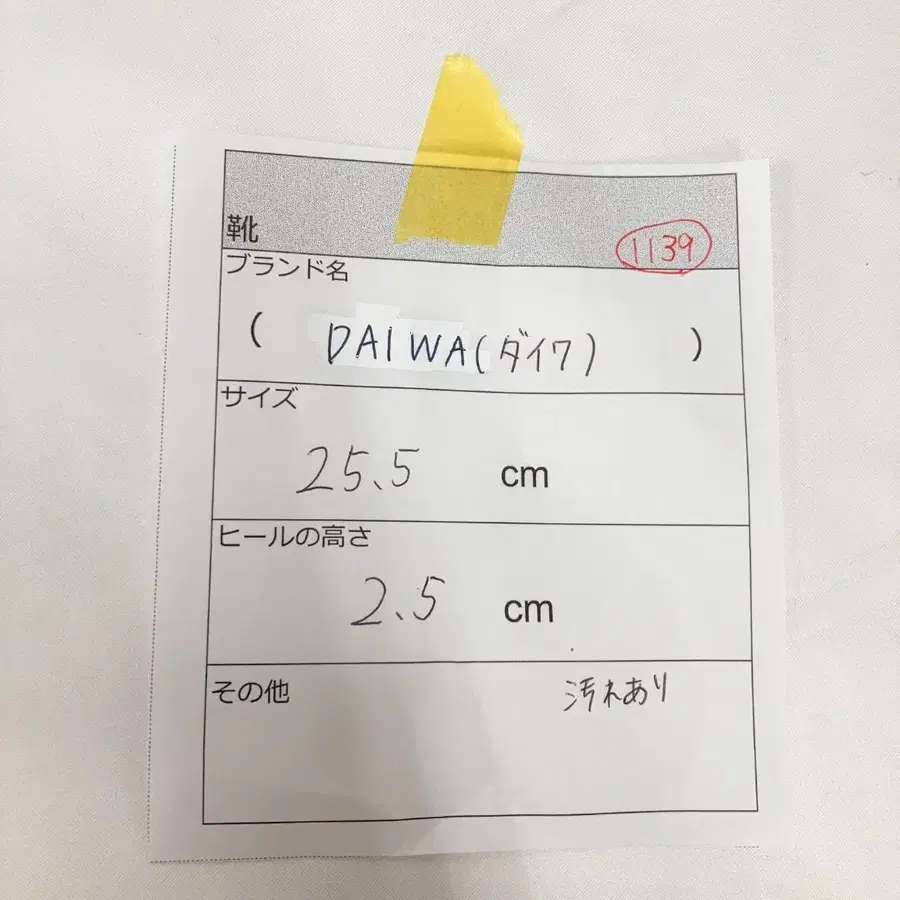 靴
1139
ブランド名
( DAIWA(ダイワ) )
サイズ
25.5 cm
ヒールの高さ
2.5 cm
その他
汚れあり